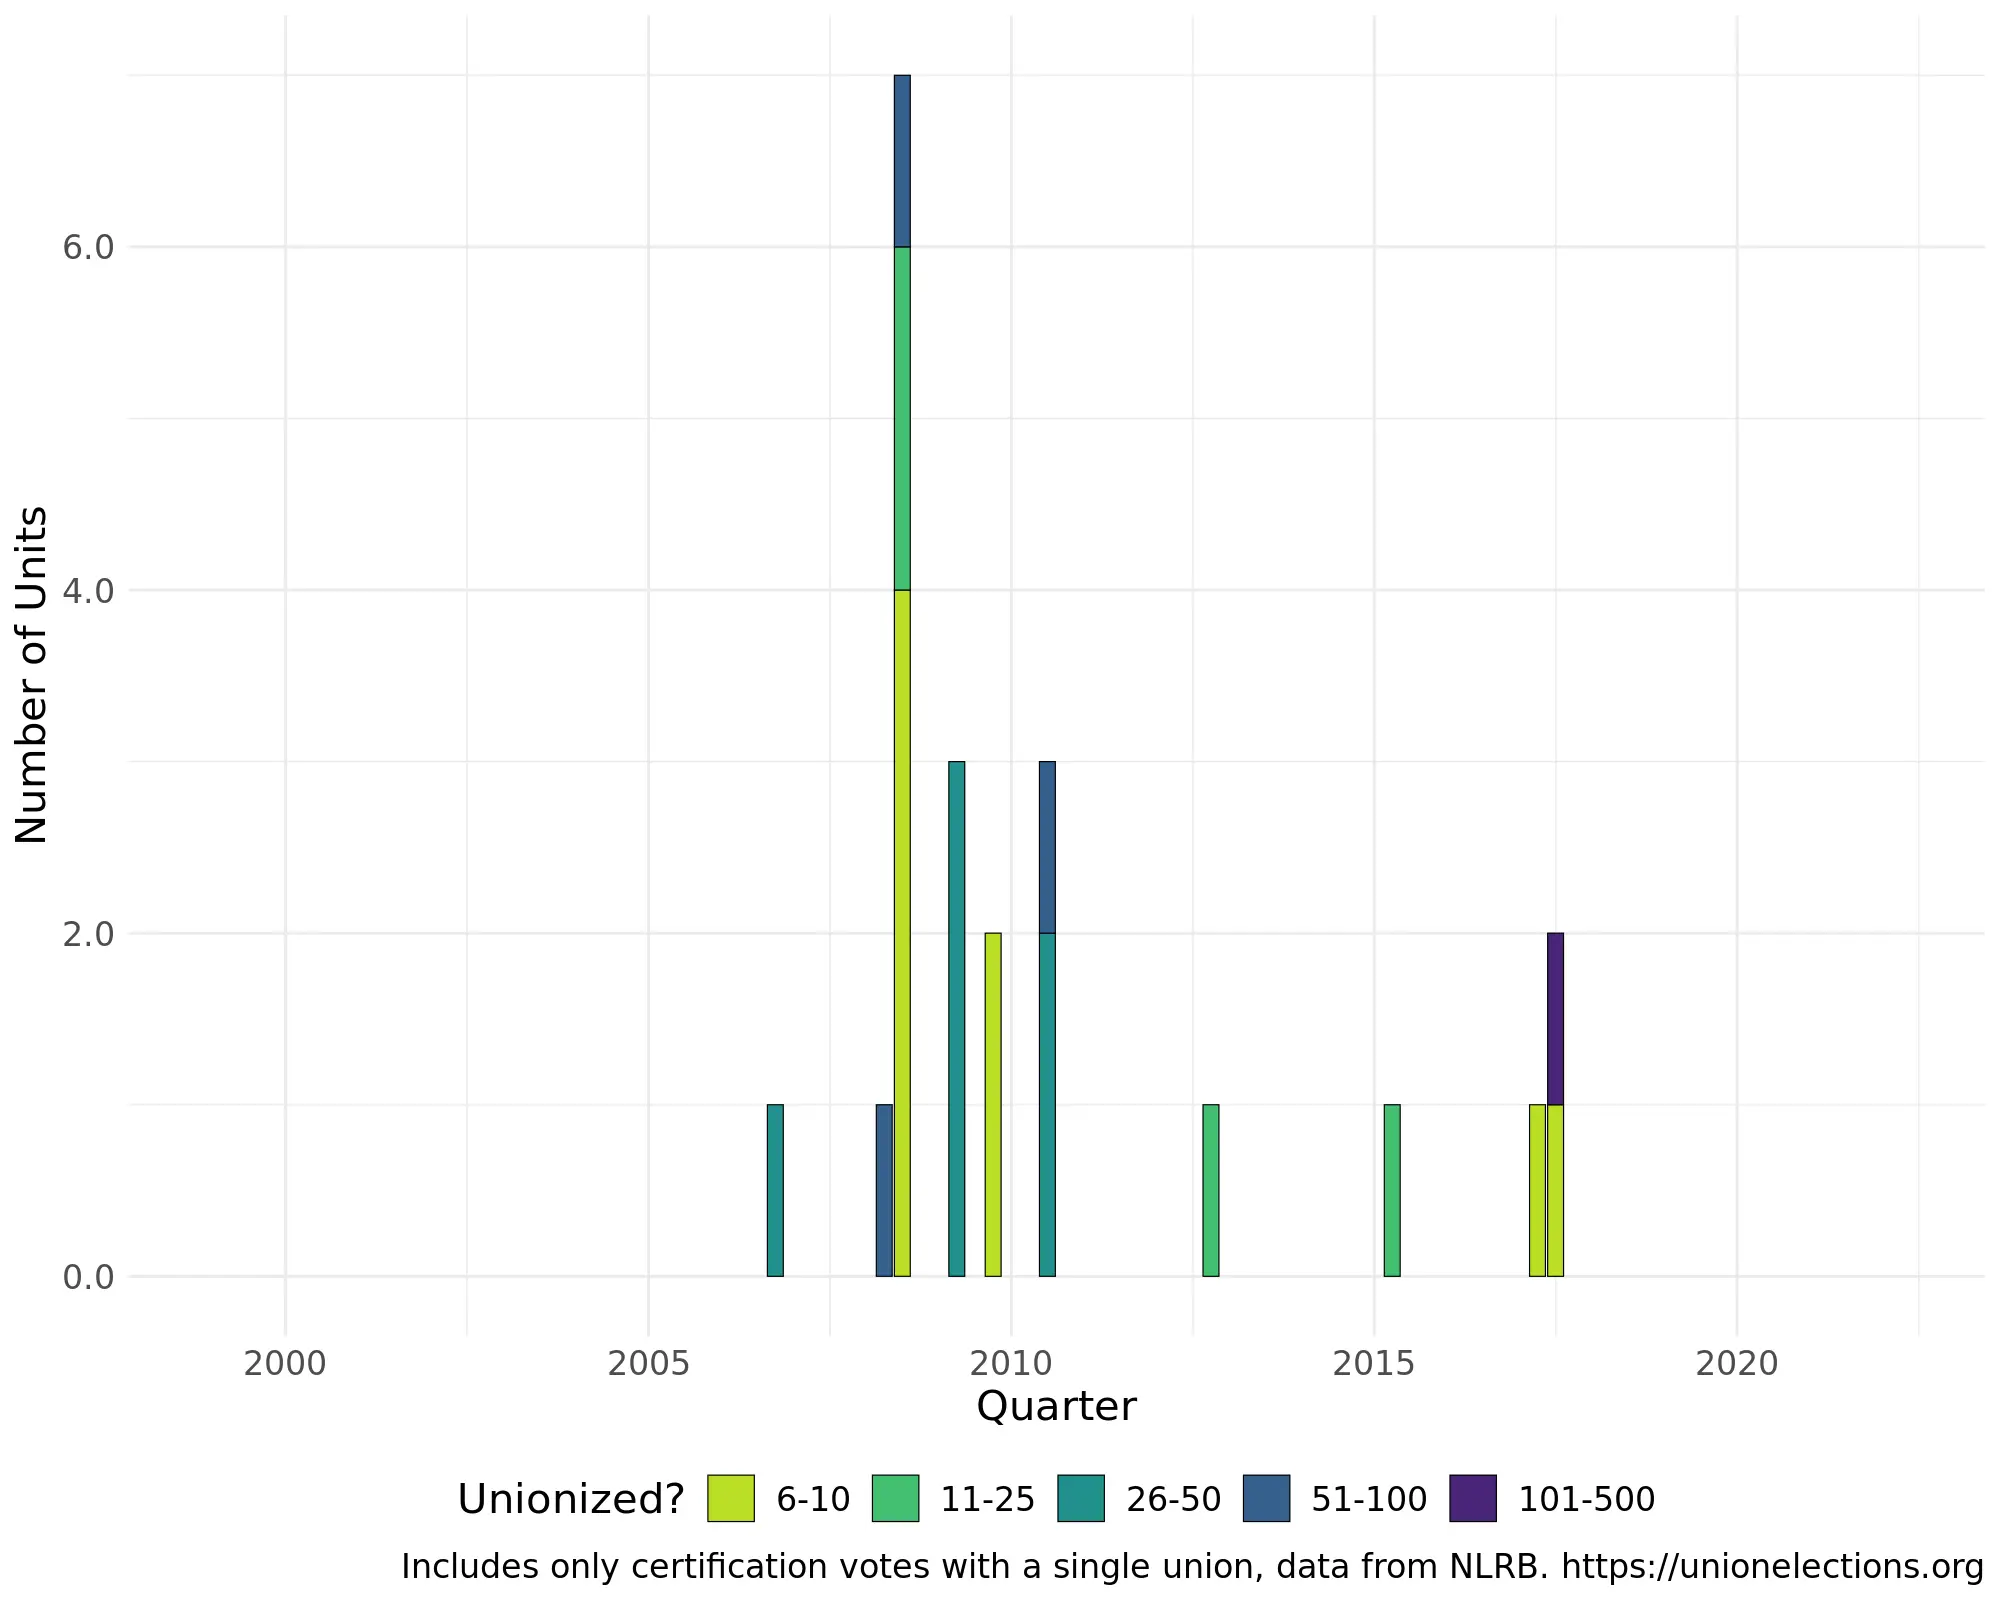 Number of Units
6.0
4.0
2.0
0.0
2000 2005 2010 2015 2020
Quarter
Unionized? 6-10 11-25 26-50 51-100 101-500
Includes only certification votes with a single union, data from NLRB. https://unionelections.org